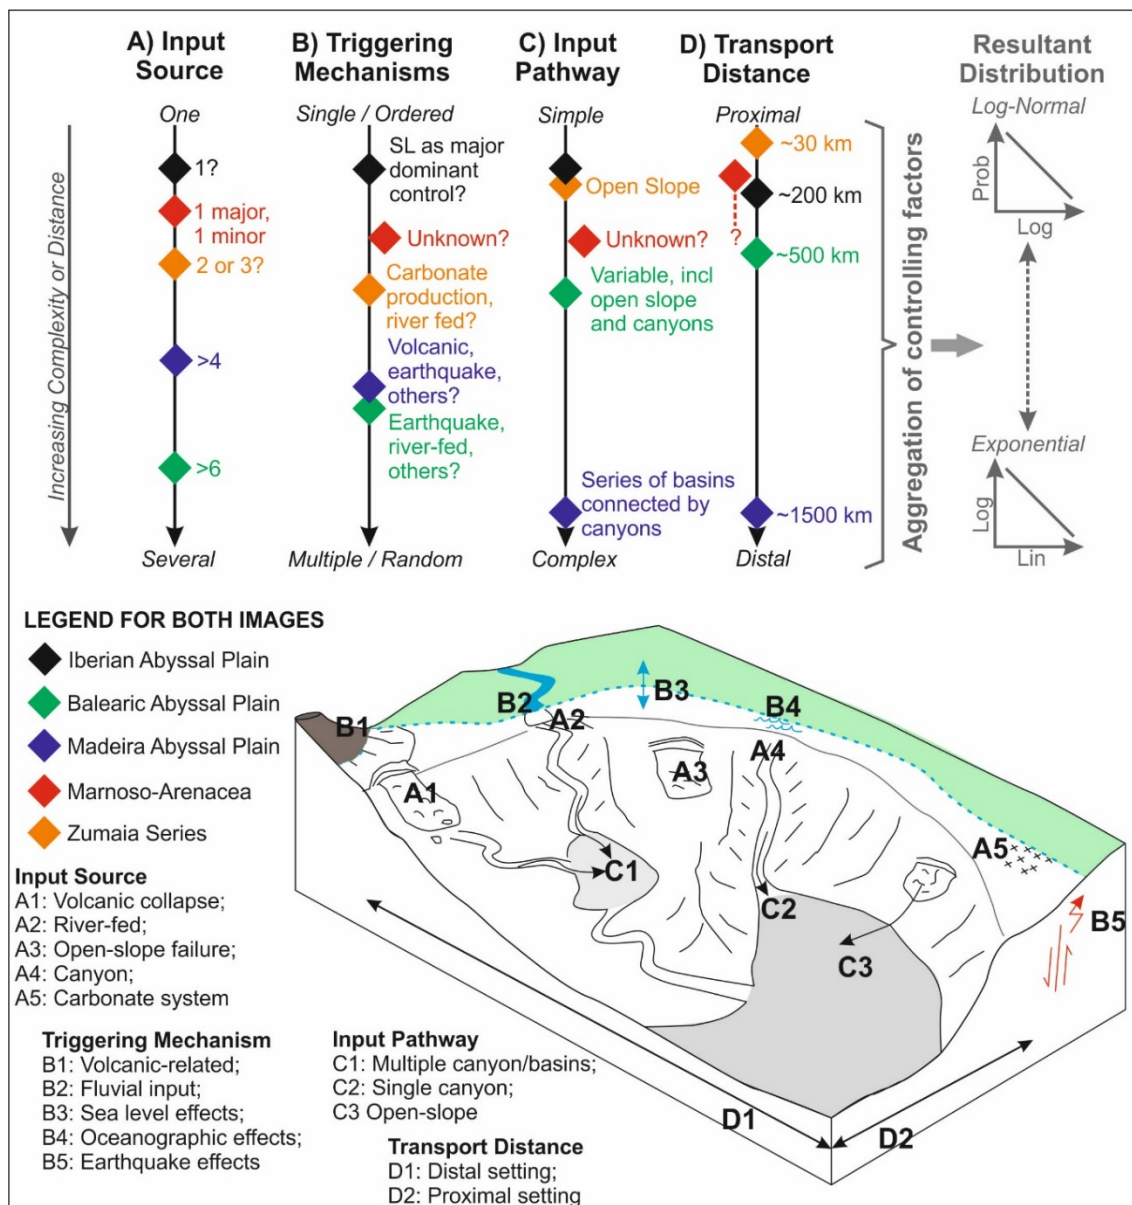 A) Input
Source
B) Triggering
Mechanisms
C) Input
Pathway
D) Transport
Distance
Resultant
Distribution
One
Single / Ordered
Simple
Proximal
Log-Normal
Increasing Complexity or Distance
1?
1 major,
1 minor
2 or 3?
>4
>6
Several
SL as major
dominant
control?
Unknown?
Carbonate
production,
river fed?
Volcanic,
earthquake,
others?
Earthquake,
river-fed,
others?
Multiple / Random
Open Slope
Unknown?
Variable, incl
open slope
and canyons
Series of basins
connected by
canyons
Complex
~30 km
~200 km
?
~500 km
~1500 km
Distal
Aggregation of controlling factors
Prob
Log
Exponential
Log
Lin
LEGEND FOR BOTH IMAGES
Iberian Abyssal Plain
Balearic Abyssal Plain
Madeira Abyssal Plain
Marnoso-Arenacea
Zumaia Series
Input Source
A1: Volcanic collapse;
A2: River-fed;
A3: Open-slope failure;
A4: Canyon;
A5: Carbonate system
Triggering Mechanism
B1: Volcanic-related;
B2: Fluvial input;
B3: Sea level effects;
B4: Oceanographic effects;
B5: Earthquake effects
Input Pathway
C1: Multiple canyon/basins;
C2: Single canyon;
C3 Open-slope
Transport Distance
D1: Distal setting;
D2: Proximal setting
B1
B2
A2
B3
B4
A1
A3
A4
A5
C1
C2
C3
B5
D1
D2